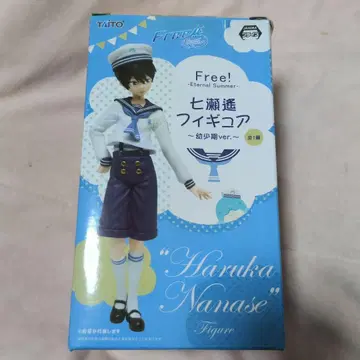 TAITO
Free!
Free!
-Eternal Summer-
七瀬遙
フィギュア
～幼少期ver.～
全1種
"Haruka
Nanase"
Figure